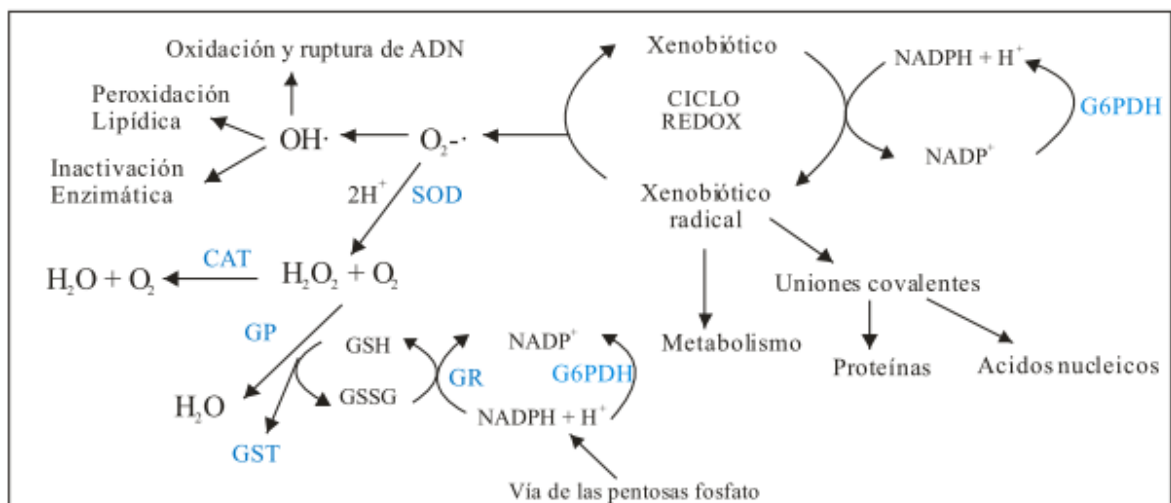 Oxidación y ruptura de ADN
Xenobiótico
NADPH + H⁺
Peroxidación
Lipídica
CICLO
REDOX
G6PDH
OH·
O₂-·
NADP⁺
Inactivación
Enzimática
2H⁺
SOD
Xenobiótico
radical
CAT
H₂O + O₂
H₂O₂ + O₂
Uniones covalentes
GP
GSH
NADP⁺
Metabolismo
Proteínas
Acidos nucleicos
GR
G6PDH
GSSG
H₂O
NADPH + H⁺
GST
Vía de las pentosas fosfato